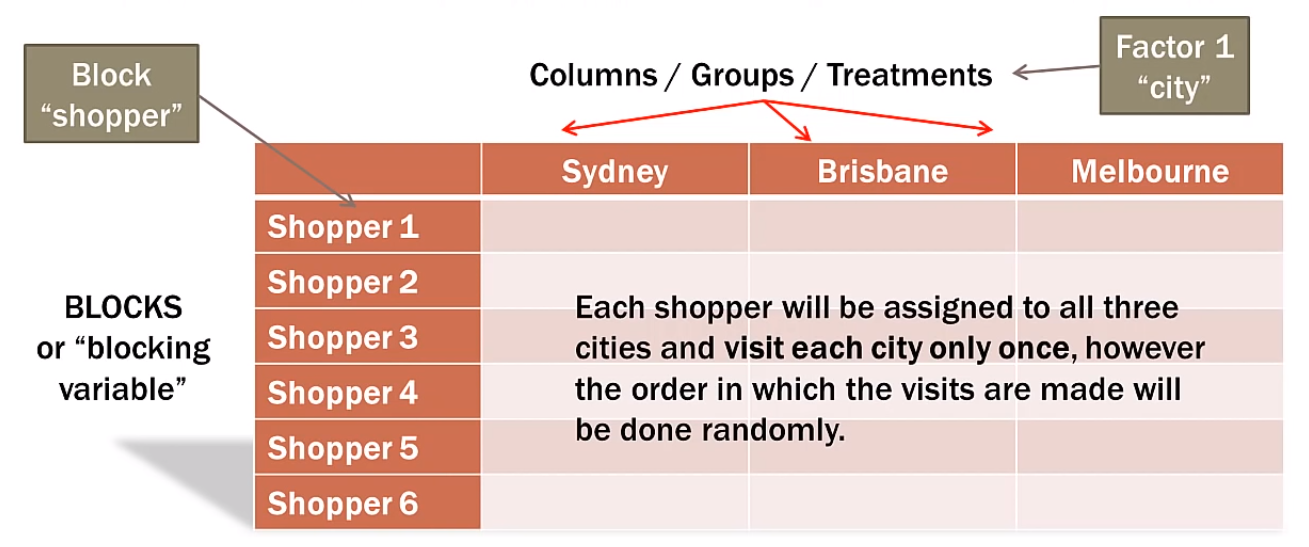 Block
“shopper”
Columns / Groups / Treatments
Factor 1
“city”
Sydney
Brisbane
Melbourne
Shopper 1
Shopper 2
Shopper 3
Shopper 4
Shopper 5
Shopper 6
BLOCKS
or “blocking
variable”
Each shopper will be assigned to all three
cities and visit each city only once, however
the order in which the visits are made will
be done randomly.